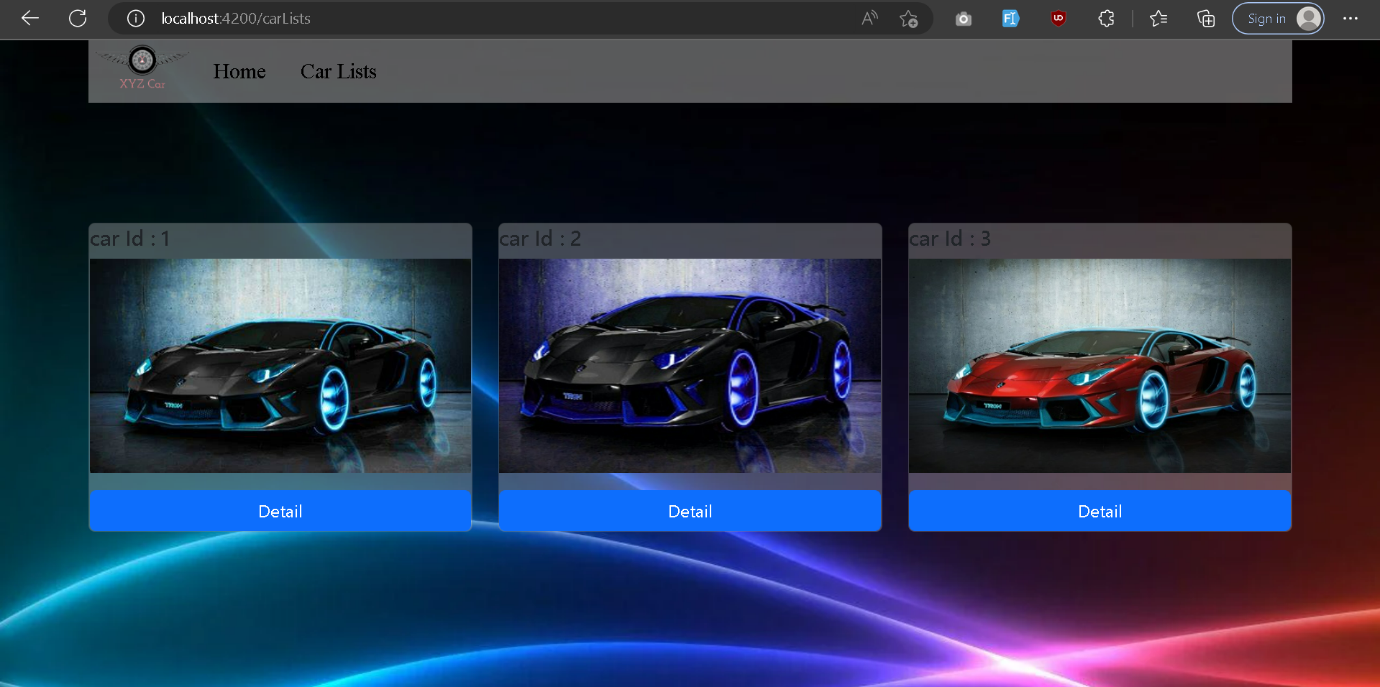 localhost:4200/carLists
Sign in
XYZ Car
Home
Car Lists
car Id : 1
car Id : 2
car Id : 3
Detail
Detail
Detail